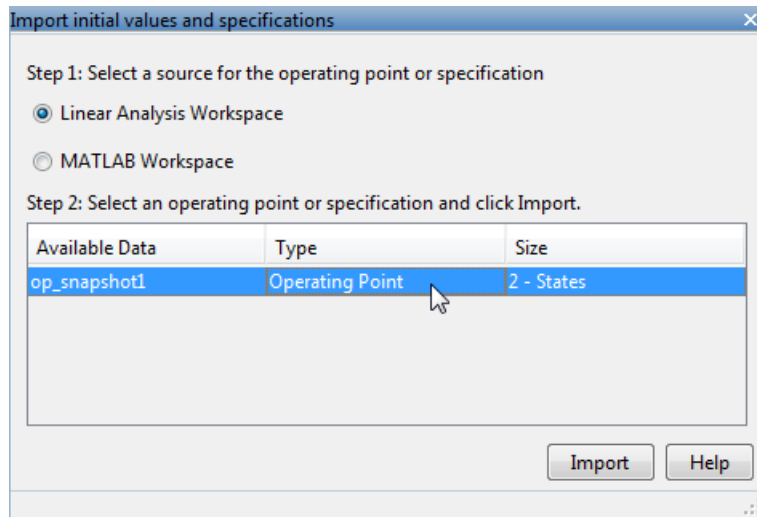 Import initial values and specifications
Step 1: Select a source for the operating point or specification
Linear Analysis Workspace
MATLAB Workspace
Step 2: Select an operating point or specification and click Import.
Available Data Type Size
op_snapshot1 Operating Point 2 - States
Import Help